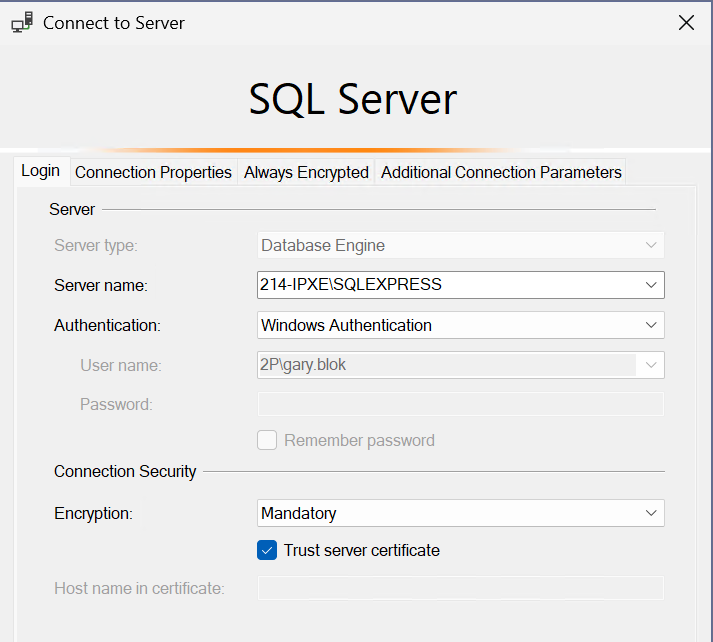 Connect to Server
SQL Server
Login Connection Properties Always Encrypted Additional Connection Parameters
Server
Server type: Database Engine
Server name: 214-IPXE\SQLEXPRESS
Authentication: Windows Authentication
User name: 2P\gary.blok
Password:
Remember password
Connection Security
Encryption: Mandatory
Trust server certificate
Host name in certificate: